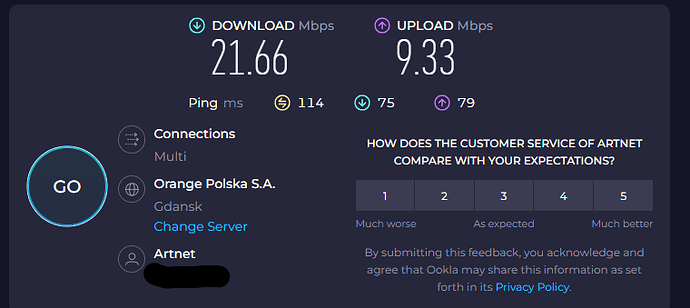 DOWNLOAD Mbps
21.66
UPLOAD Mbps
9.33
Ping ms 114 75 79
GO
Connections
Multi
Orange Polska S.A.
Gdansk
Change Server
Artnet
HOW DOES THE CUSTOMER SERVICE OF ARTNET
COMPARE WITH YOUR EXPECTATIONS?
1 2 3 4 5
Much worse As expected Much better
By submitting this feedback, you acknowledge and
agree that Ookla may share this information as set
forth in its Privacy Policy.